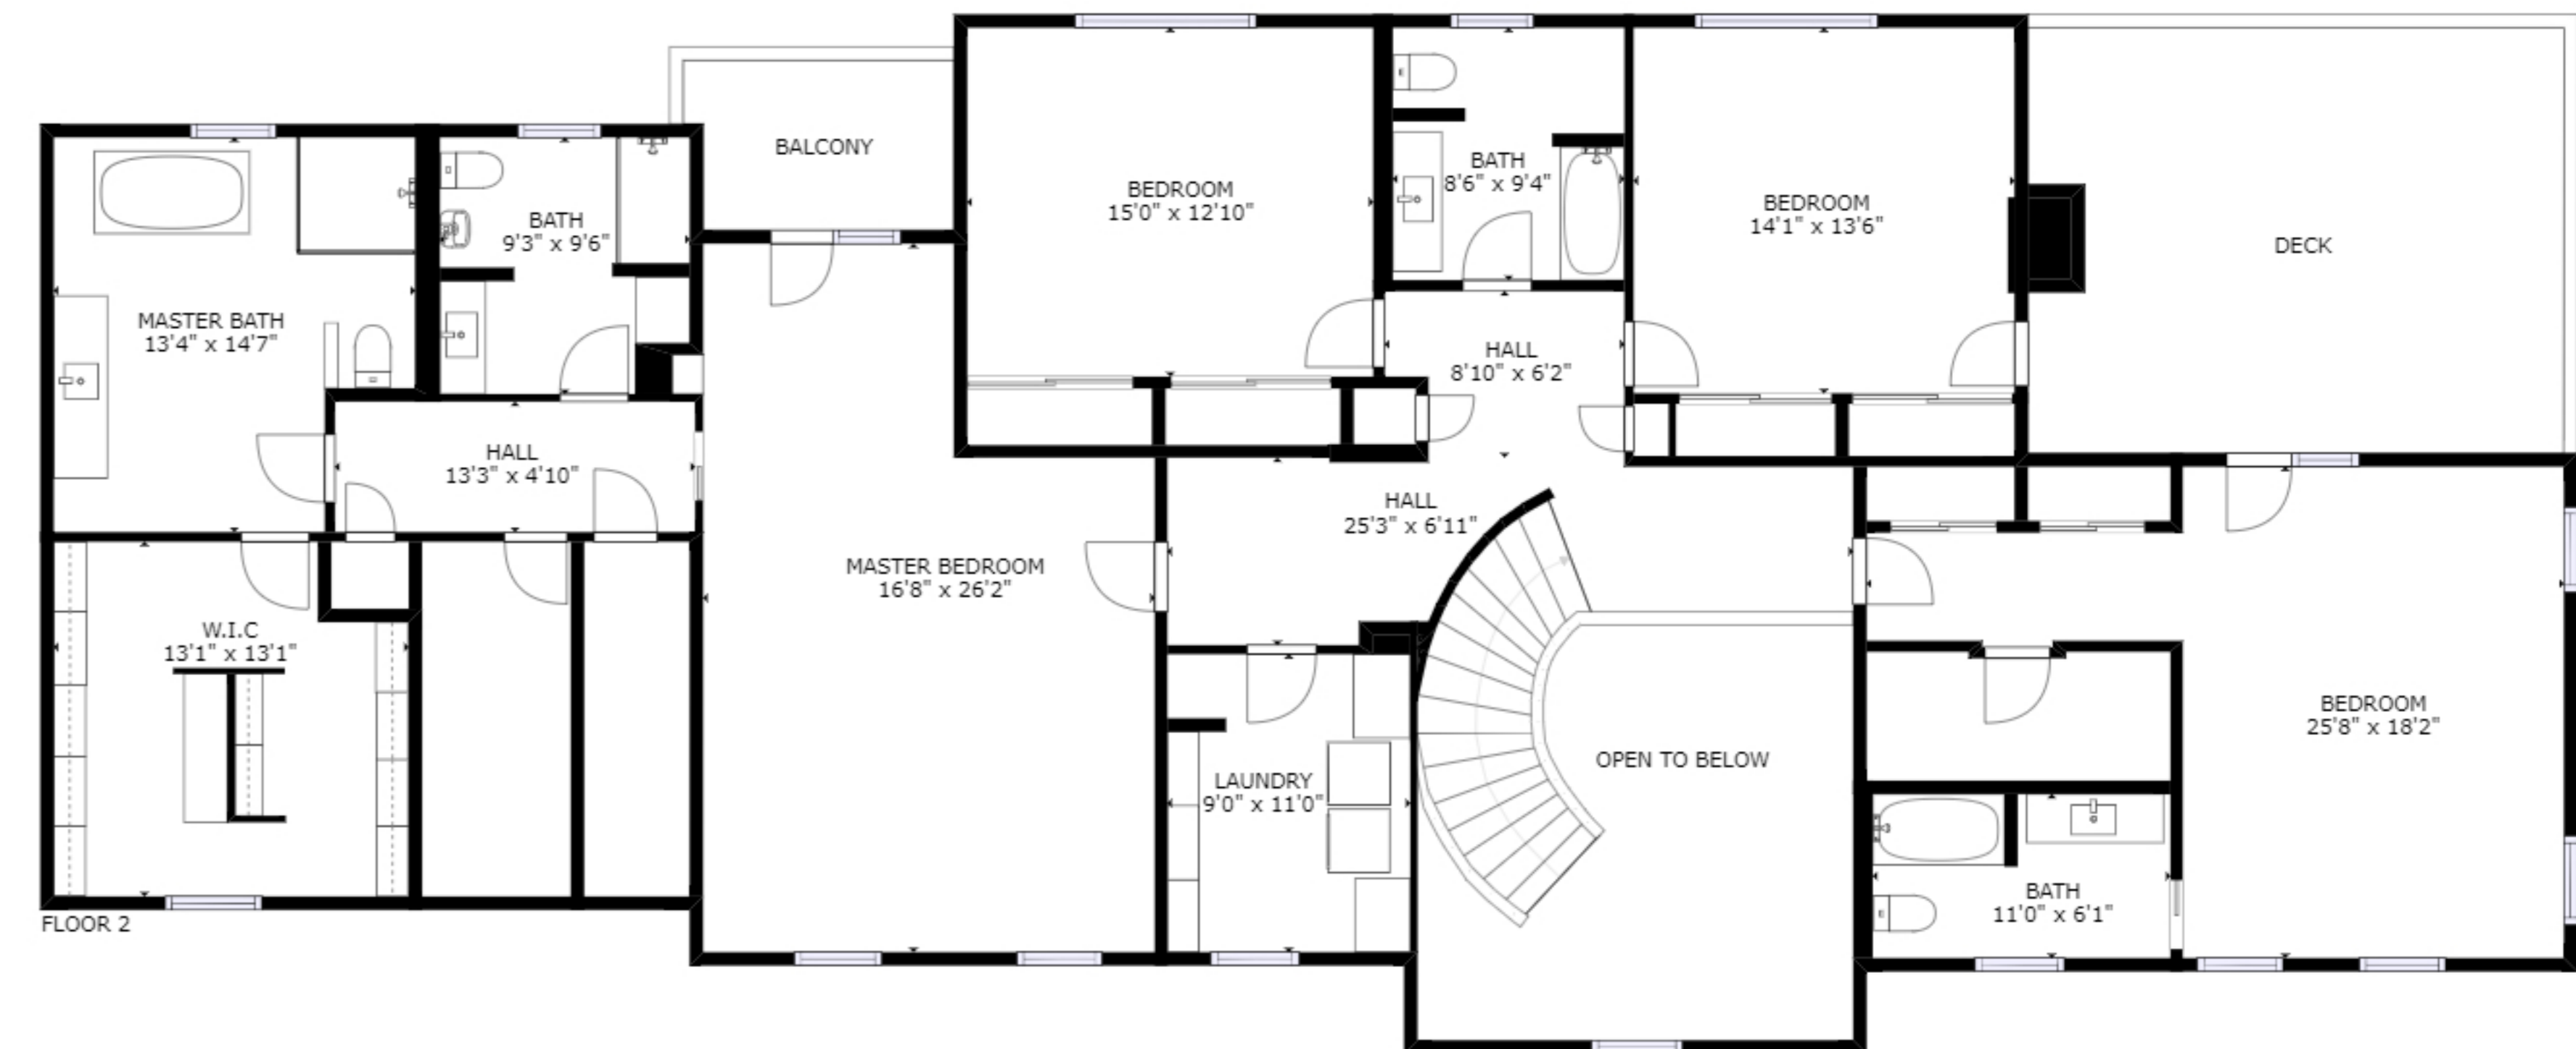 BALCONY
BEDROOM
15'0" x 12'10"
BATH
8'6" x 9'4"
BEDROOM
14'1" x 13'6"
DECK
BATH
9'3" x 9'6"
MASTER BATH
13'4" x 14'7"
HALL
8'10" x 6'2"
HALL
13'3" x 4'10"
HALL
25'3" x 6'11"
MASTER BEDROOM
16'8" x 26'2"
W.I.C
13'1" x 13'1"
BEDROOM
25'8" x 18'2"
OPEN TO BELOW
LAUNDRY
9'0" x 11'0"
BATH
11'0" x 6'1"
FLOOR 2